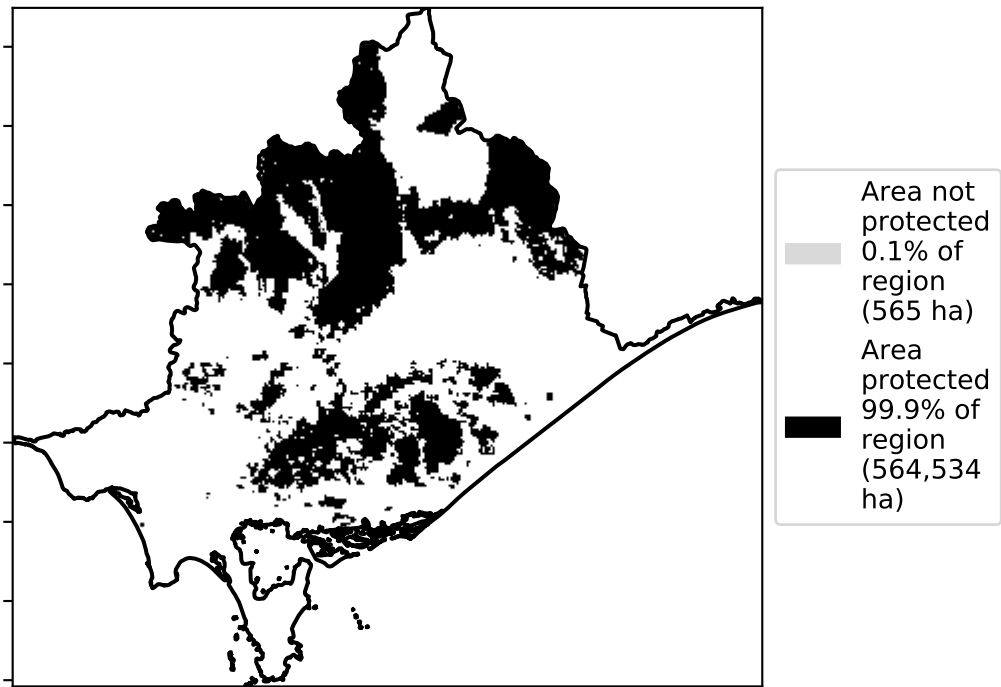 Area not
protected
0.1% of
region
(565 ha)
Area
protected
99.9% of
region
(564,534
ha)